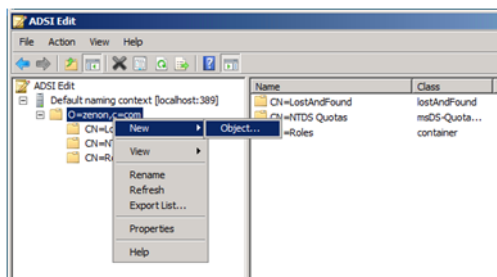 ADSI Edit
File Action View Help
ADSI Edit
Default naming context [localhost:389]
O=zenon,c=com
CN=Lo
CN=N
CN=R
New
View
Rename
Refresh
Export List...
Properties
Help
Object...
Name Class
CN=LostAndFound lostAndFound
CN=NTDS Quotas msDS-Quota...
=Roles container